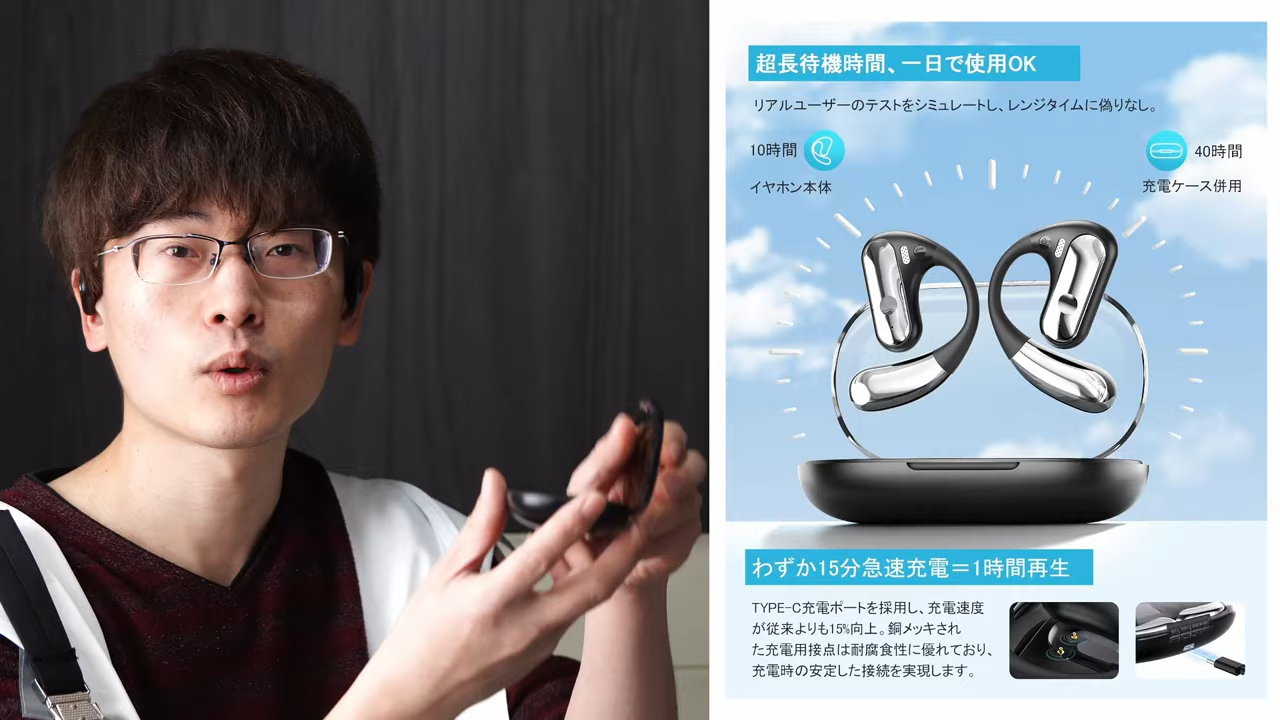 超長待機時間、一日で使用OK
リアルユーザーのテストをシミュレートし、レンジタイムに偽りなし。
10時間
イヤホン本体
40時間
充電ケース併用
わずか15分急速充電＝1時間再生
TYPE-C充電ポートを採用し、充電速度
が従来よりも15%向上。銅メッキされ
た充電用接点は耐腐食性に優れており、
充電時の安定した接続を実現します。